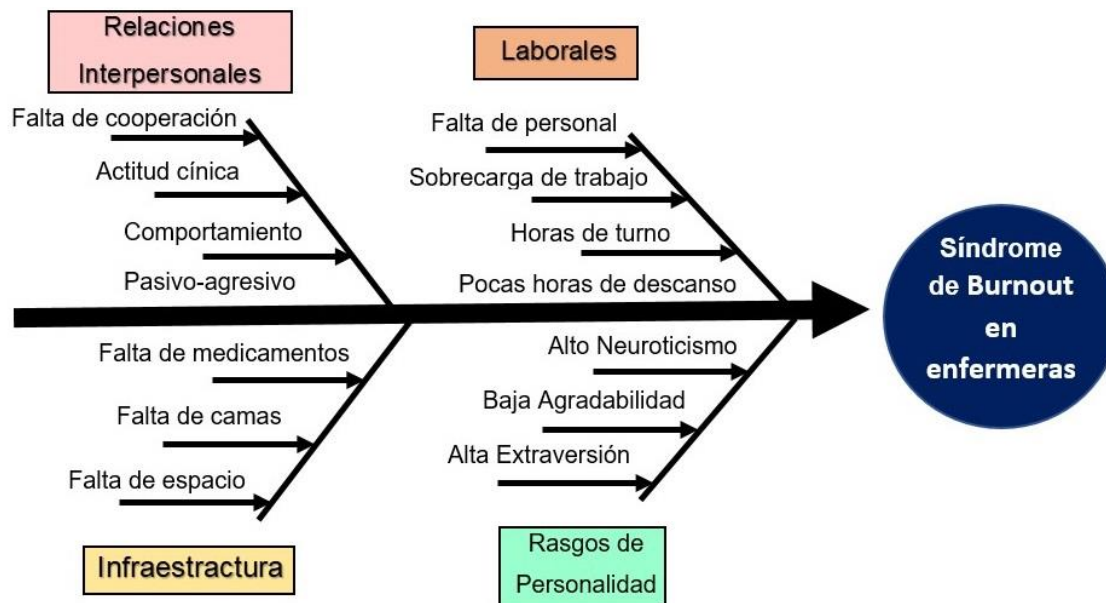 Relaciones
Interpersonales
Laborales
Falta de cooperación
Actitud cínica
Comportamiento
Pasivo-agresivo
Falta de personal
Sobrecarga de trabajo
Horas de turno
Pocas horas de descanso
Síndrome
de Burnout
en
enfermeras
Falta de medicamentos
Falta de camas
Falta de espacio
Alto Neuroticismo
Baja Agradabilidad
Alta Extraversión
Infraestractura
Rasgos de
Personalidad